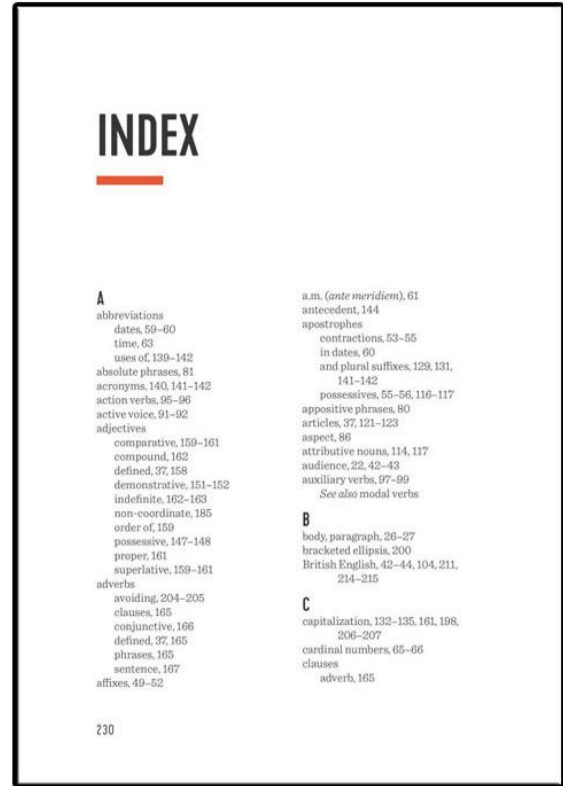 INDEX
A
abbreviations
dates, 59–60
time, 63
uses of, 139–142
absolute phrases, 81
acronyms, 140, 141–142
action verbs, 95–96
active voice, 91–92
adjectives
comparative, 159–161
compound, 162
defined, 37, 158
demonstrative, 151–152
indefinite, 162–163
non-coordinate, 185
order of, 159
possessive, 147–148
proper, 161
superlative, 159–161
adverbs
avoiding, 204–205
clauses, 165
conjunctive, 166
defined, 37, 165
phrases, 165
sentence, 167
affixes, 49–52
a.m. (ante meridiem), 61
antecedent, 144
apostrophes
contractions, 53–55
in dates, 60
and plural suffixes, 129, 131,
141–142
possessives, 55–56, 116–117
appositive phrases, 80
articles, 37, 121–123
aspect, 86
attributive nouns, 114, 117
audience, 22, 42–43
auxiliary verbs, 97–99
See also modal verbs
B
body, paragraph, 26–27
bracketed ellipsis, 200
British English, 42–44, 104, 211,
214–215
C
capitalization, 132–135, 161, 198,
206–207
cardinal numbers, 65–66
clauses
adverb, 165
230